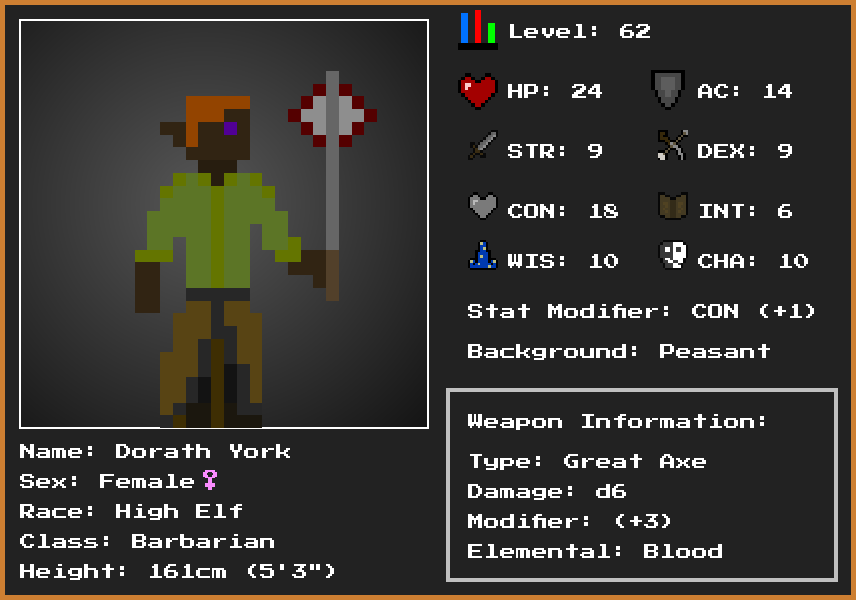 Level: 62
HP: 24
AC: 14
STR: 9
DEX: 9
CON: 18
INT: 6
WIS: 10
CHA: 10
Stat Modifier: CON (+1)
Background: Peasant
Weapon Information:
Type: Great Axe
Damage: d6
Modifier: (+3)
Elemental: Blood
Name: Dorath York
Sex: Female♀
Race: High Elf
Class: Barbarian
Height: 161cm (5'3")